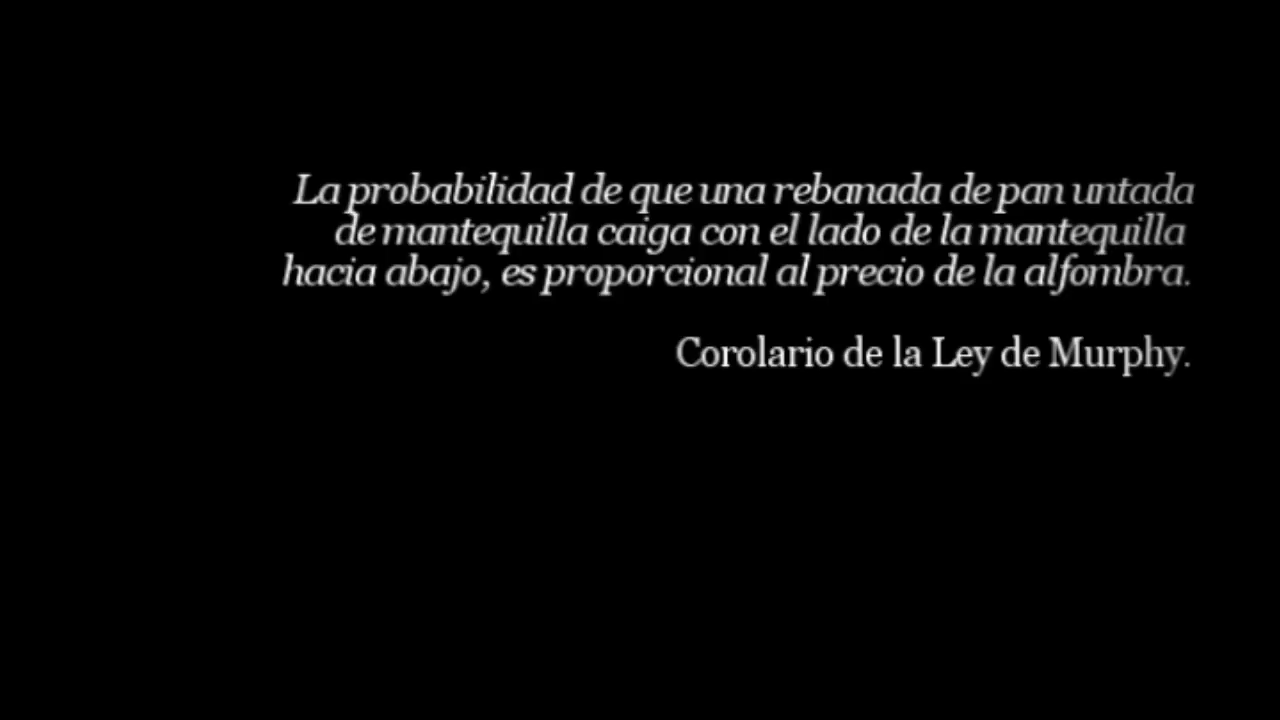 La probabilidad de que una rebanada de pan untada
de mantequilla caiga con el lado de la mantequilla
hacia abajo, es proporcional al precio de la alfombra.
Corolario de la Ley de Murphy.